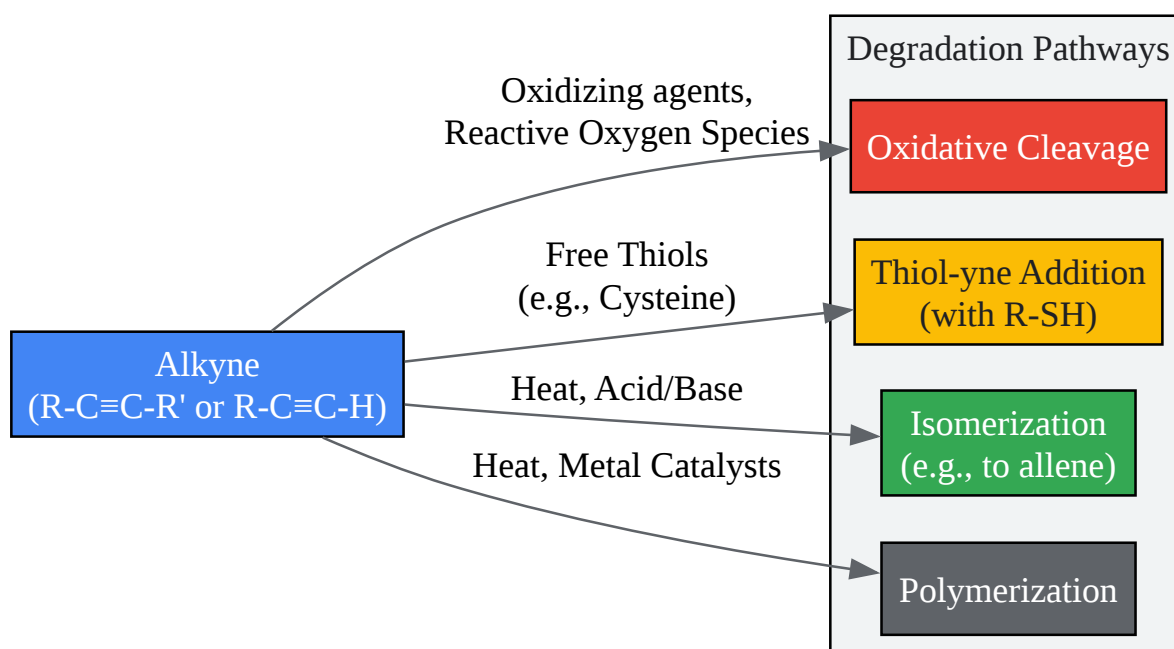 Degradation Pathways
Oxidizing agents,
Reactive Oxygen Species
Oxidative Cleavage
Free Thiols
(e.g., Cysteine)
Thiol-yne Addition
(with R-SH)
Alkyne
(R-C≡C-R' or R-C≡C-H)
Heat, Acid/Base
Isomerization
(e.g., to allene)
Heat, Metal Catalysts
Polymerization